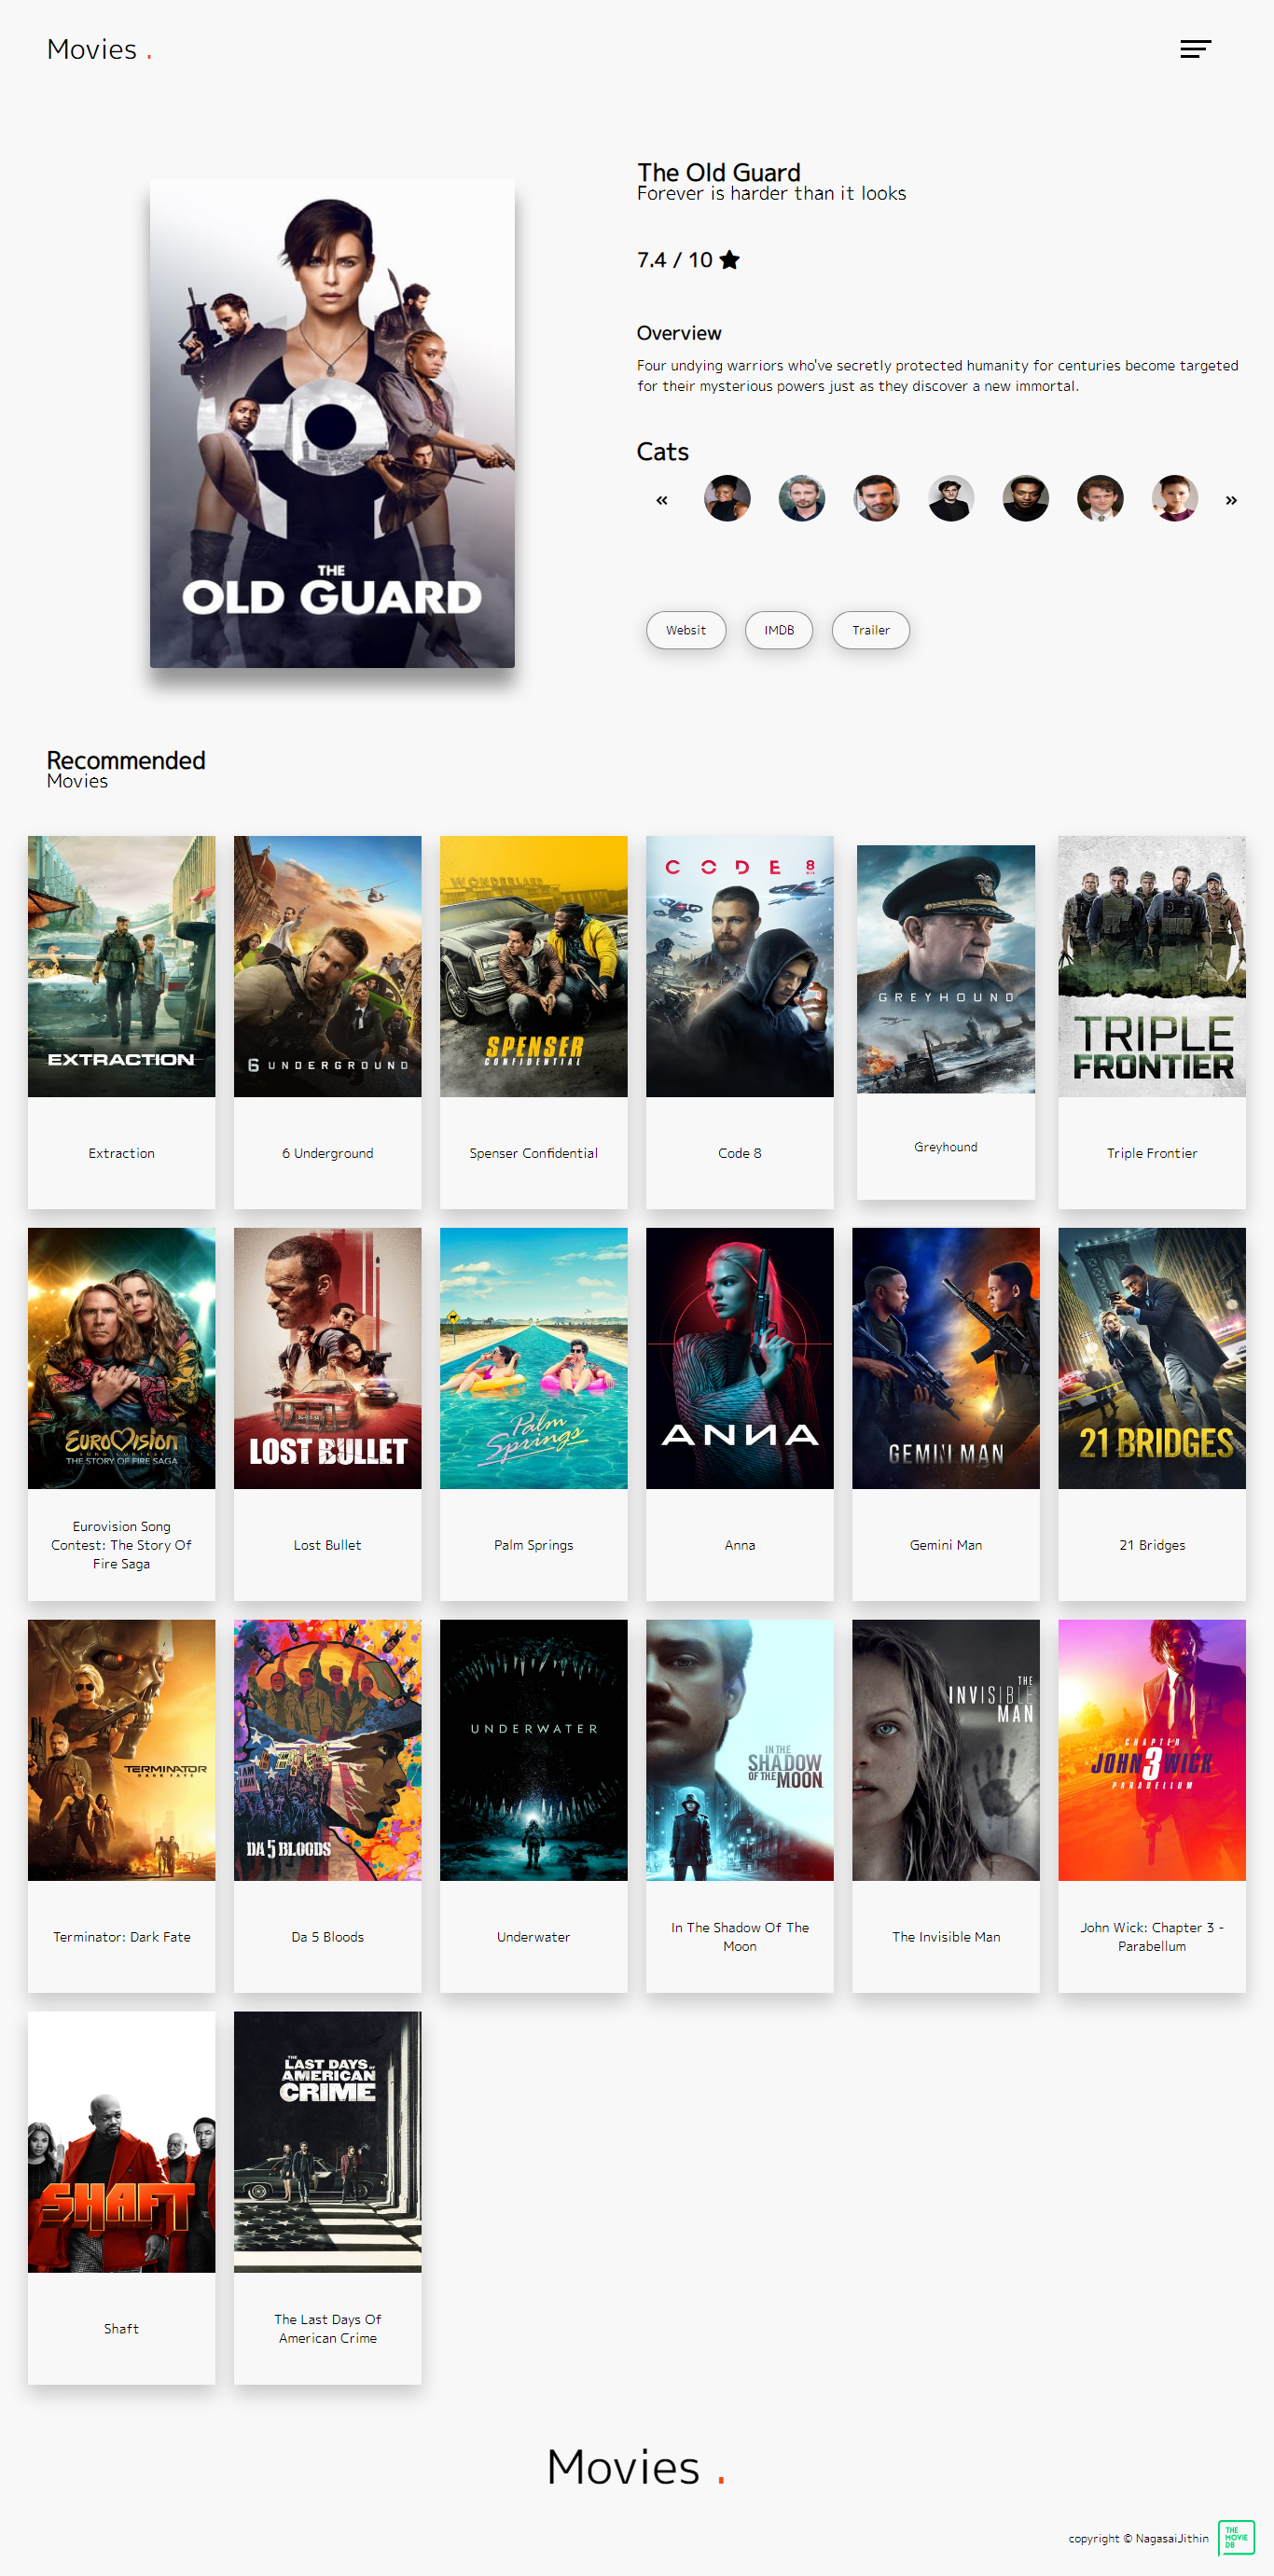 Movies .
The Old Guard
Forever is harder than it looks
7.4 / 10
Overview
Four undying warriors who've secretly protected humanity for centuries become targeted
for their mysterious powers just as they discover a new immortal.
THE
OLD GUARD
Cats
«
»
Websit
IMDB
Trailer
Recommended
Movies
EXTRACTION
6 UNDERGROUND
WONDERLAND
SPENSER
CONFIDENTIAL
CODE 8
GREYHOUND
TRIPLE
FRONTIER
Extraction
6 Underground
Spenser Confidential
Code 8
Greyhound
Triple Frontier
EUROVISION
SONG CONTEST
THE STORY OF FIRE SAGA
LOST BULLET
Palm
Springs
ANNA
GEMINI MAN
21 BRIDGES
Eurovision Song
Contest: The Story Of
Fire Saga
Lost Bullet
Palm Springs
Anna
Gemini Man
21 Bridges
TERMINATOR
DARK FATE
I AM
A MAN
DA 5 BLOODS
UNDERWATER
IN THE
SHADOW
OF THE MOON
THE
INVISIBLE
MAN
CHAPTER
JOHN 3 WICK
PARABELLUM
Terminator: Dark Fate
Da 5 Bloods
Underwater
In The Shadow Of The
Moon
The Invisible Man
John Wick: Chapter 3 -
Parabellum
SHAFT
THE
LAST DAYS OF
AMERICAN
CRIME
Shaft
The Last Days Of
American Crime
Movies .
copyright © NagasaiJithin
THE
MOVIE
DB